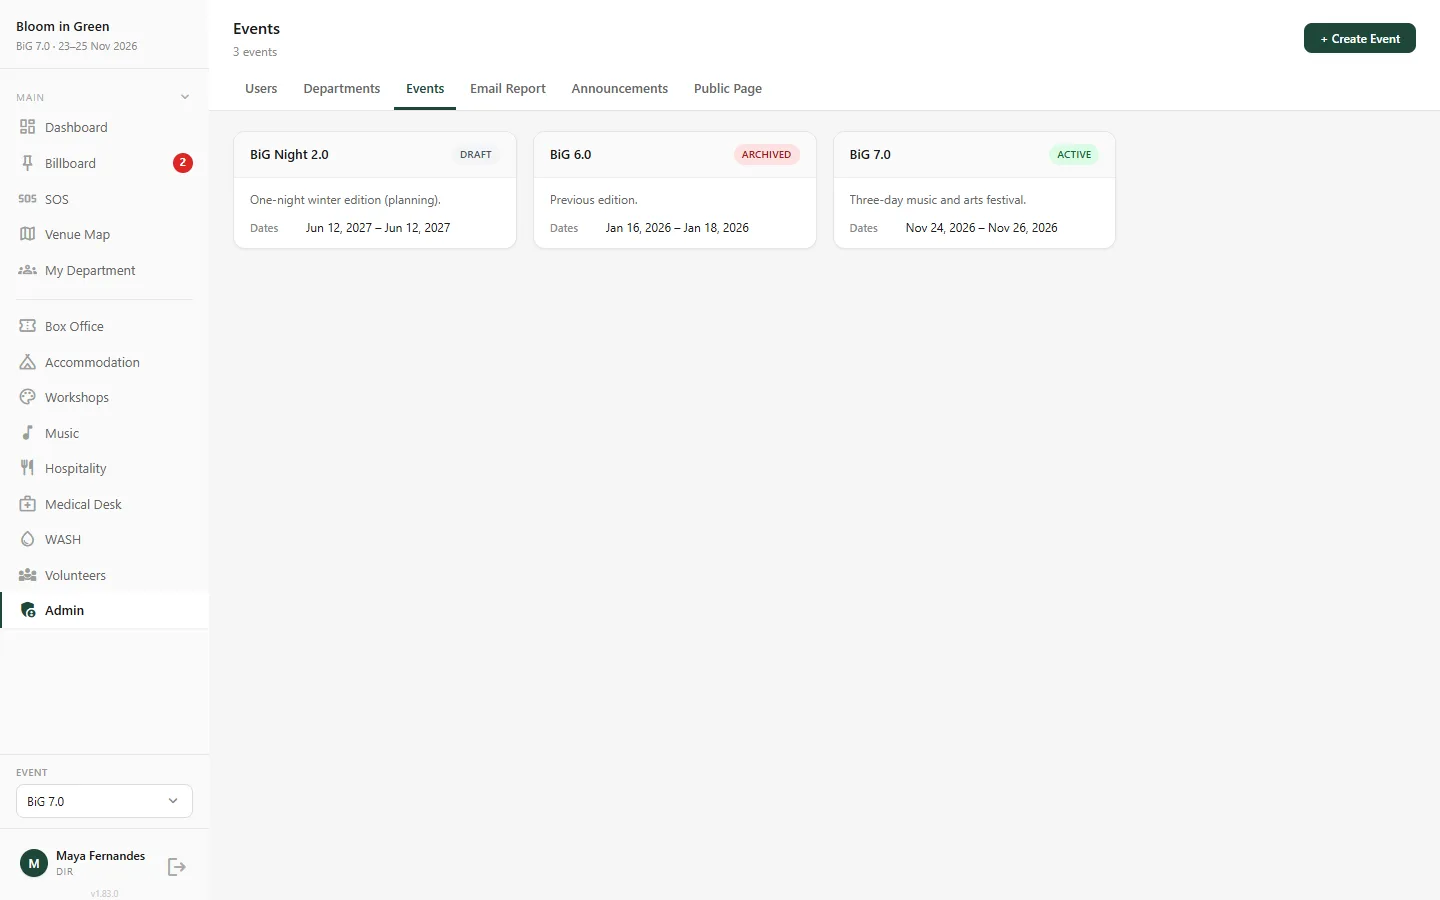 Bloom in Green
BiG 7.0 · 23–25 Nov 2026
MAIN
Dashboard
Billboard 2
SOS SOS
Venue Map
My Department
Box Office
Accommodation
Workshops
Music
Hospitality
Medical Desk
WASH
Volunteers
Admin
EVENT
BiG 7.0
M Maya Fernandes
DIR
v1.83.0
Events
3 events
+ Create Event
Users Departments Events Email Report Announcements Public Page
BiG Night 2.0 DRAFT
One-night winter edition (planning).
Dates Jun 12, 2027 – Jun 12, 2027
BiG 6.0 ARCHIVED
Previous edition.
Dates Jan 16, 2026 – Jan 18, 2026
BiG 7.0 ACTIVE
Three-day music and arts festival.
Dates Nov 24, 2026 – Nov 26, 2026